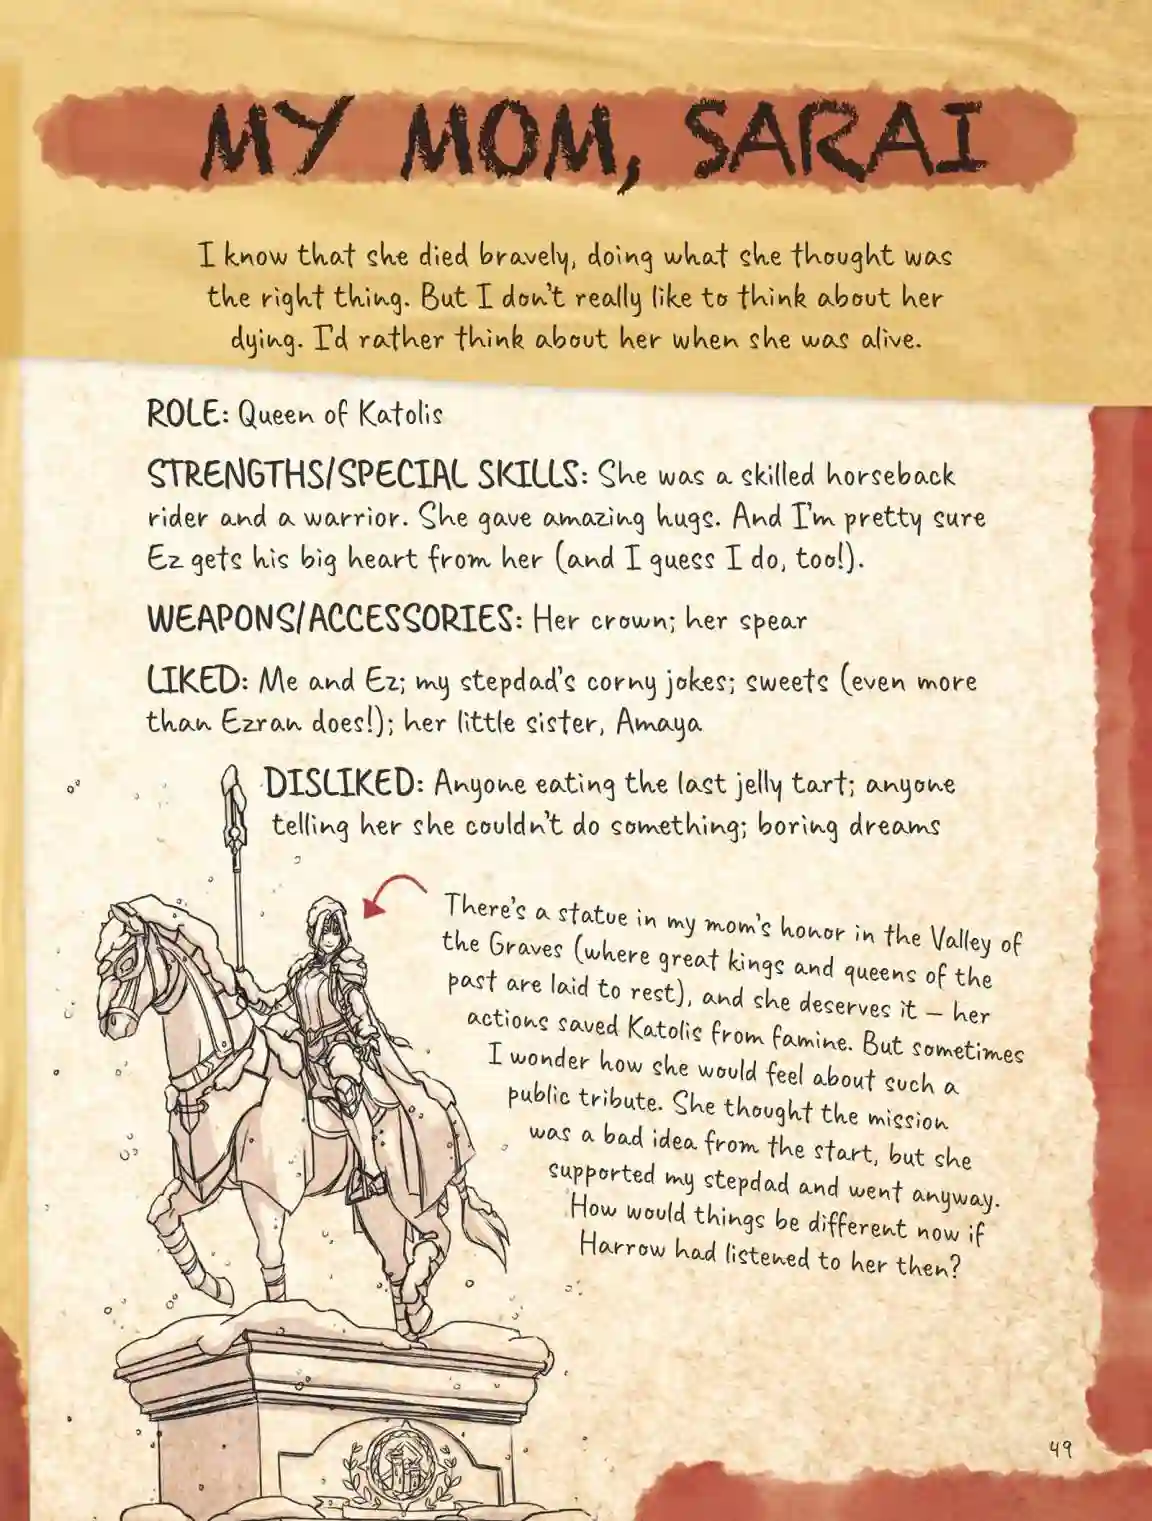 MY MOM, SARAI
I know that she died bravely, doing what she thought was
the right thing. But I don't really like to think about her
dying. I'd rather think about her when she was alive.
ROLE: Queen of Katolis
STRENGTHS/SPECIAL SKILLS: She was a skilled horseback
rider and a warrior. She gave amazing hugs. And I'm pretty sure
Ez gets his big heart from her (and I guess I do, too!).
WEAPONS/ACCESSORIES: Her crown; her spear
LIKED: Me and Ez; my stepdad's corny jokes; sweets (even more
than Ezran does!); her little sister, Amaya
DISLIKED: Anyone eating the last jelly tart; anyone
telling her she couldn't do something; boring dreams
There's a statue in my mom's honor in the Valley of
the Graves (where great kings and queens of the
past are laid to rest), and she deserves it – her
actions saved Katolis from famine. But sometimes
I wonder how she would feel about such a
public tribute. She thought the mission
was a bad idea from the start, but she
supported my stepdad and went anyway.
How would things be different now if
Harrow had listened to her then?
49